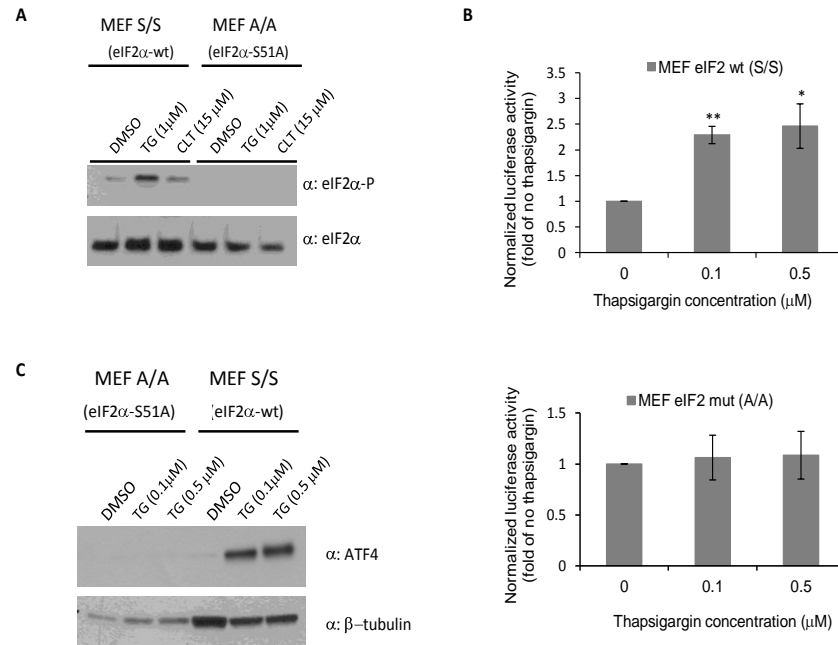 A
MEF S/S MEF A/A
(eIF2α-wt) (eIF2α-S51A)
DMSO TG (1μM) CLT (15 μM) DMSO TG (1μM) CLT (15 μM)
α: eIF2α-P
α: eIF2α
B
MEF eIF2 wt (S/S)
Normalized luciferase activity
(fold of no thapsigargin)
3.5
3
2.5
2
1.5
1
0.5
0
** *
0 0.1 0.5
Thapsigargin concentration (μM)
C
MEF A/A MEF S/S
(eIF2α-S51A) (eIF2α-wt)
DMSO TG (0.1μM) TG (0.5 μM) DMSO TG (0.1μM) TG (0.5 μM)
α: ATF4
α: β–tubulin
MEF eIF2 mut (A/A)
Normalized luciferase activity
(fold of no thapsigargin)
1.5
1
0.5
0
0 0.1 0.5
Thapsigargin concentration (μM)